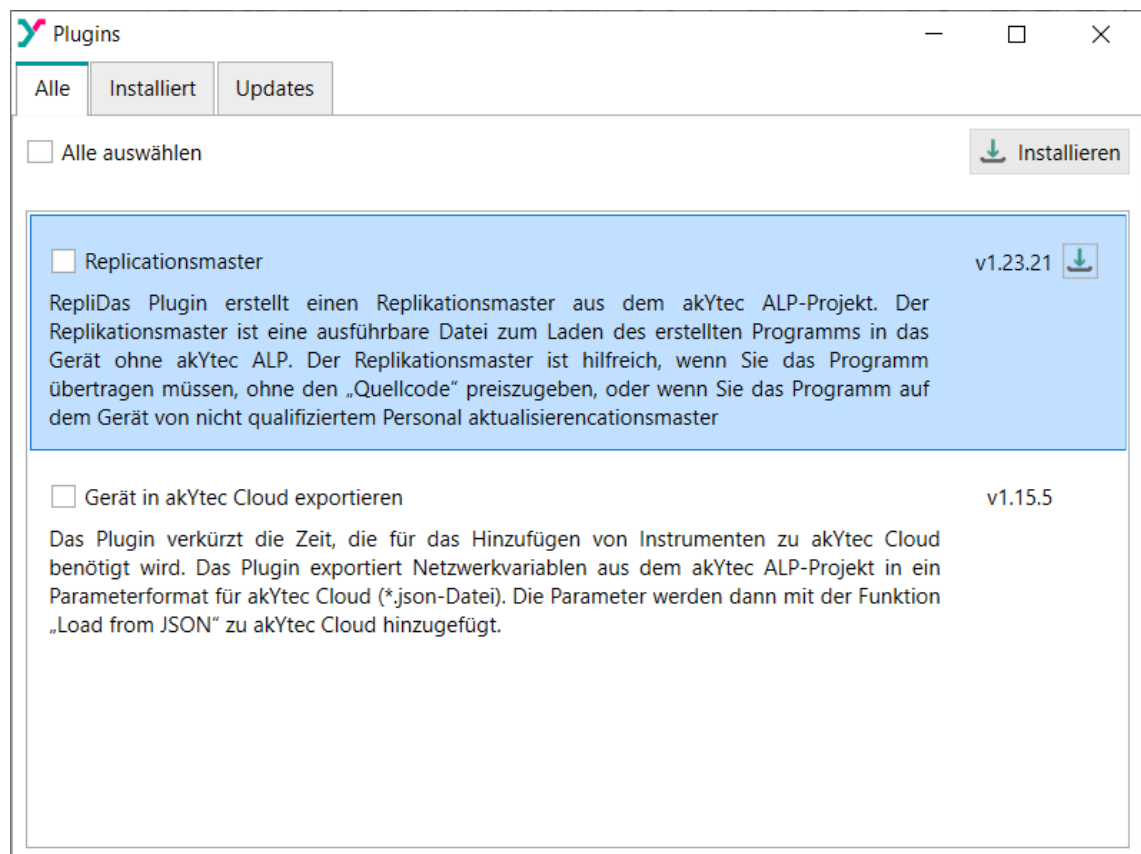 Plugins
Alle Installiert Updates
Alle auswählen Installieren
Replicationsmaster v1.23.21
RepliDas Plugin erstellt einen Replikationsmaster aus dem akYtec ALP-Projekt. Der
Replikationsmaster ist eine ausführbare Datei zum Laden des erstellten Programms in das
Gerät ohne akYtec ALP. Der Replikationsmaster ist hilfreich, wenn Sie das Programm
übertragen müssen, ohne den „Quellcode“ preiszugeben, oder wenn Sie das Programm auf
dem Gerät von nicht qualifiziertem Personal aktualisierencationsmaster
Gerät in akYtec Cloud exportieren v1.15.5
Das Plugin verkürzt die Zeit, die für das Hinzufügen von Instrumenten zu akYtec Cloud
benötigt wird. Das Plugin exportiert Netzwerkvariablen aus dem akYtec ALP-Projekt in ein
Parameterformat für akYtec Cloud (*.json-Datei). Die Parameter werden dann mit der Funktion
„Load from JSON“ zu akYtec Cloud hinzugefügt.